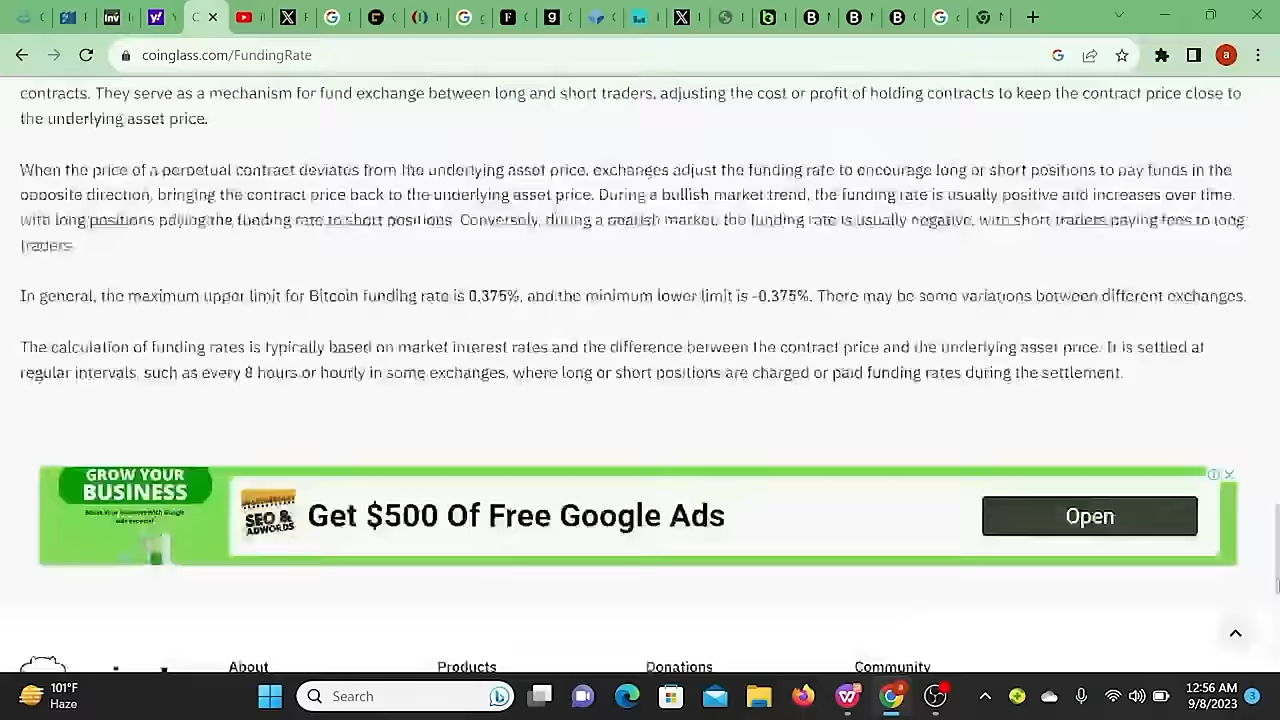 coinglass.com/FundingRate
contracts. They serve as a mechanism for fund exchange between long and short traders, adjusting the cost or profit of holding contracts to keep the contract price close to
the underlying asset price.
When the price of a perpetual contract deviates from the underlying asset price, exchanges adjust the funding rate to encourage long or short positions to pay funds in the
opposite direction, bringing the contract price back to the underlying asset price. During a bullish market trend, the funding rate is usually positive and increases over time,
with long positions paying the funding rate to short positions. Conversely, during a bearish market, the funding rate is usually negative, with short traders paying fees to long
traders.
In general, the maximum upper limit for Bitcoin funding rate is 0.375%, and the minimum lower limit is -0.375%. There may be some variations between different exchanges.
The calculation of funding rates is typically based on market interest rates and the difference between the contract price and the underlying asset price. It is settled at
regular intervals, such as every 8 hours or hourly in some exchanges, where long or short positions are charged or paid funding rates during the settlement.
GROW YOUR
BUSINESS
SEO &
ADWORDS
Get $500 Of Free Google Ads
Open
About Products Donations Community
101°F
Haze
Search
12:56 AM
9/8/2023
3